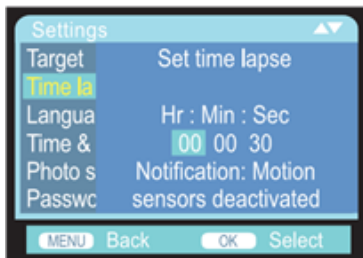 Settings
Target
Set time lapse
Time la
Langua
Hr : Min : Sec
Time &
00 00 30
Photo s
Notification: Motion
Passwc
sensors deactivated
MENU Back
OK Select